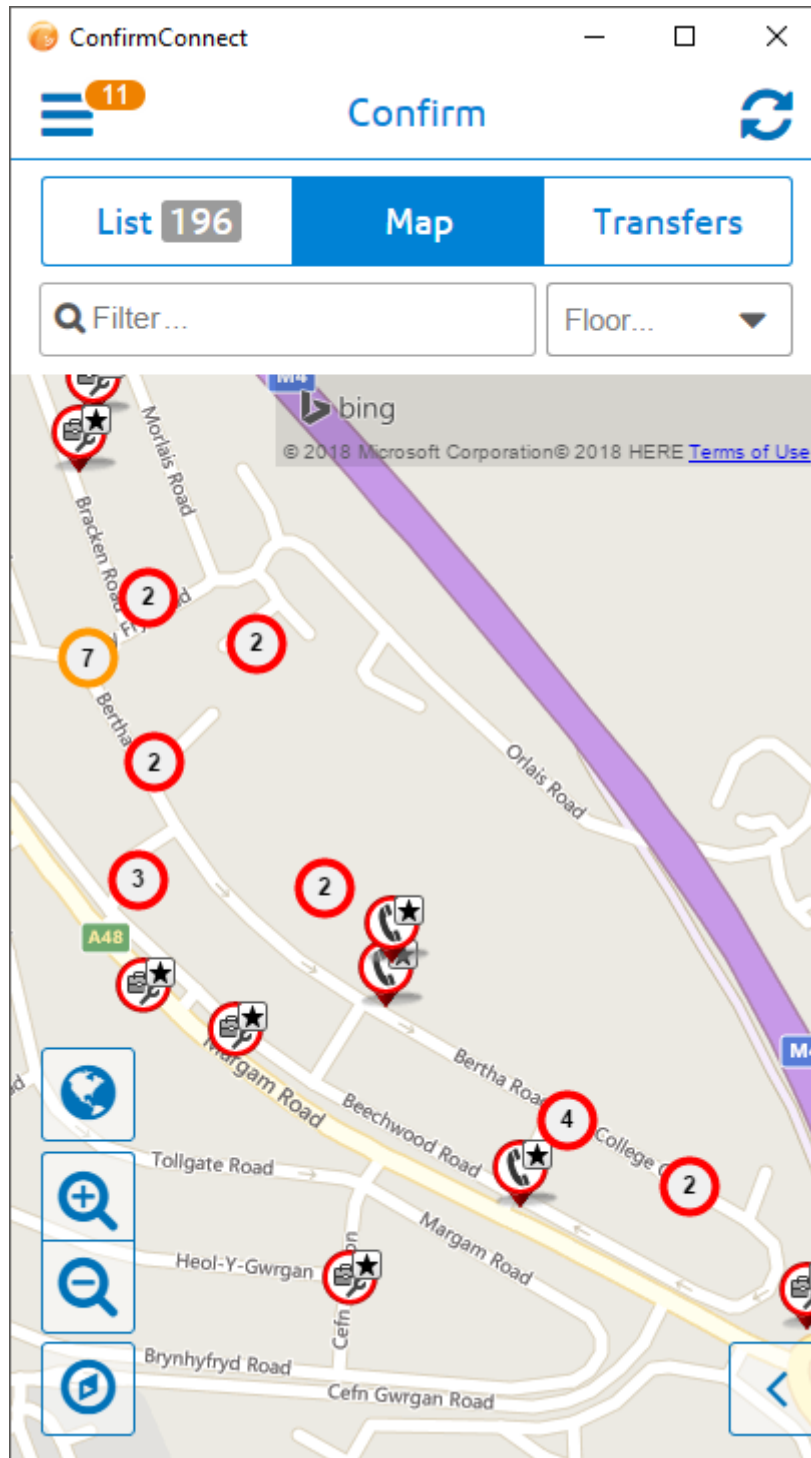 ConfirmConnect
11
Confirm
List 196
Map
Transfers
Filter...
Floor...
M4
bing
© 2018 Microsoft Corporation© 2018 HERE Terms of Use
Morlais Road
Bracken Road
2
2
7
Bertha
2
Orlais Road
3
2
A48
Margam Road
Bertha Road
Beechwood Road
4
College
2
Tollgate Road
Margam Road
Heol-Y-Gwrgan
Cefn
Brynhyfryd Road
Cefn Gwrgan Road